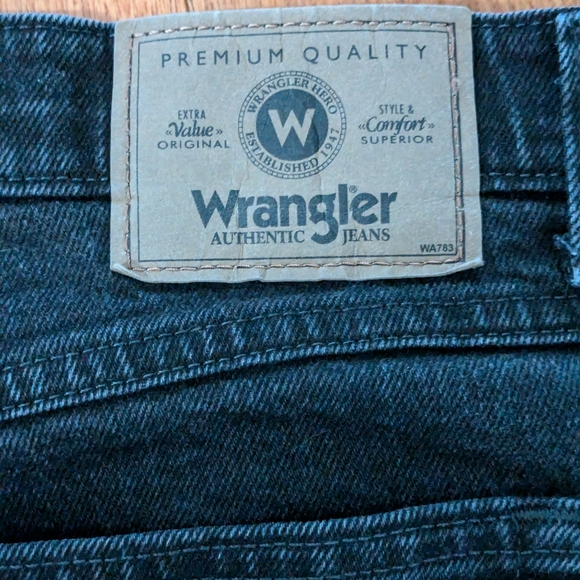 PREMIUM QUALITY
WRANGLER HERO
W
ESTABLISHED 1947
EXTRA
«Value»
ORIGINAL
STYLE &
«Comfort»
SUPERIOR
Wrangler®
AUTHENTIC JEANS
WA783